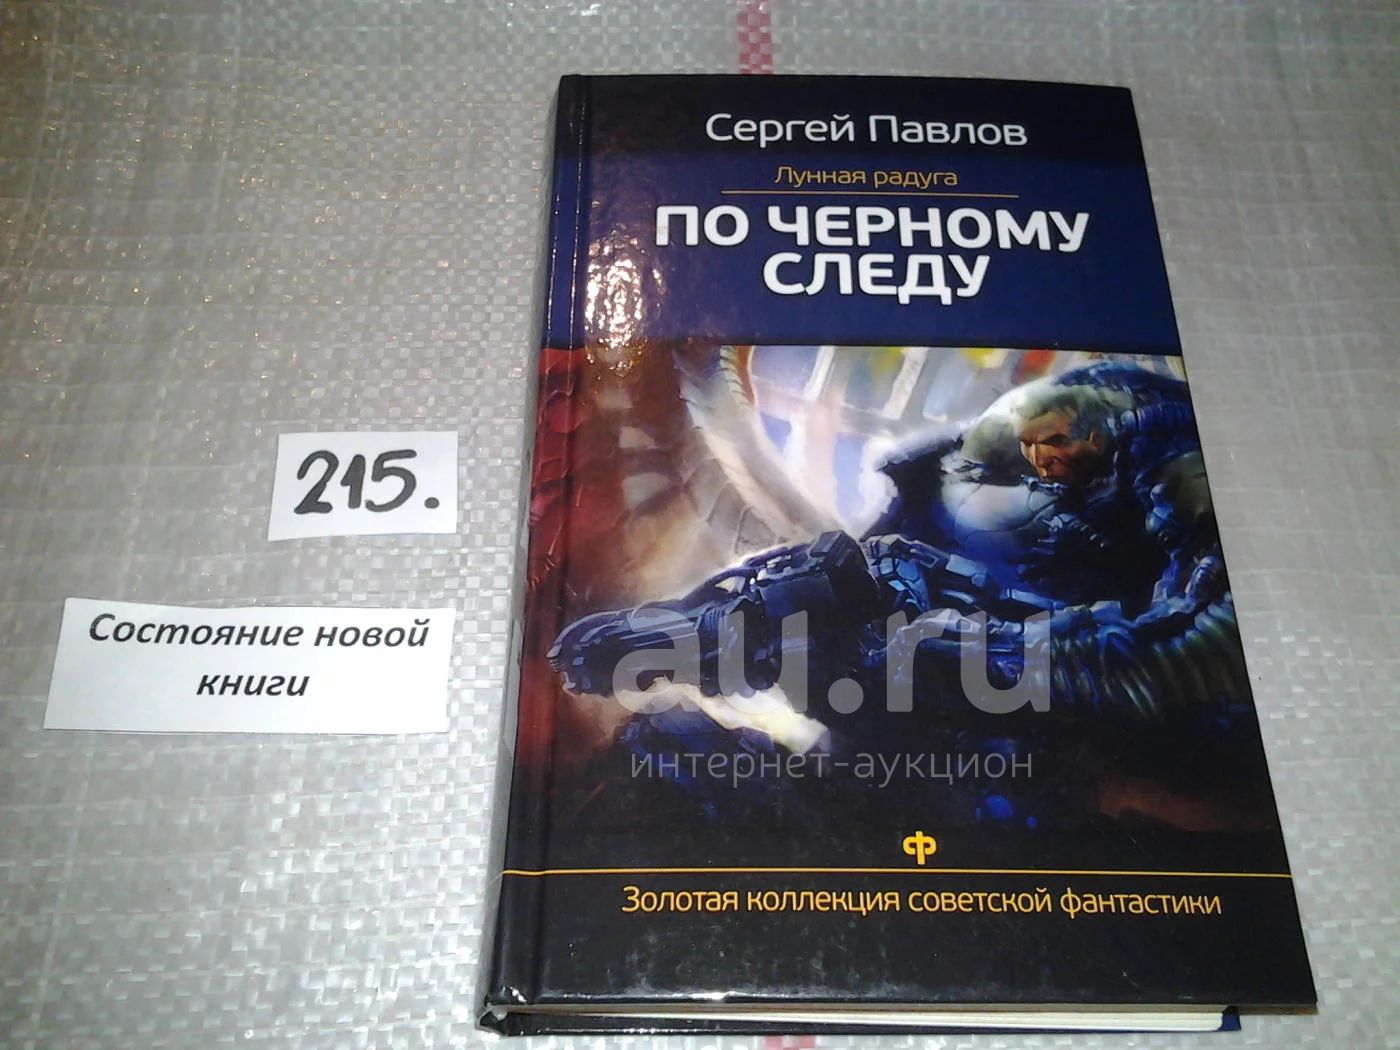 Сергей Павлов
Лунная радуга
ПО ЧЕРНОМУ
СЛЕДУ
215.
Состояние новой
книги
au.ru
интернет-аукцион
Ф
Золотая коллекция советской фантастики